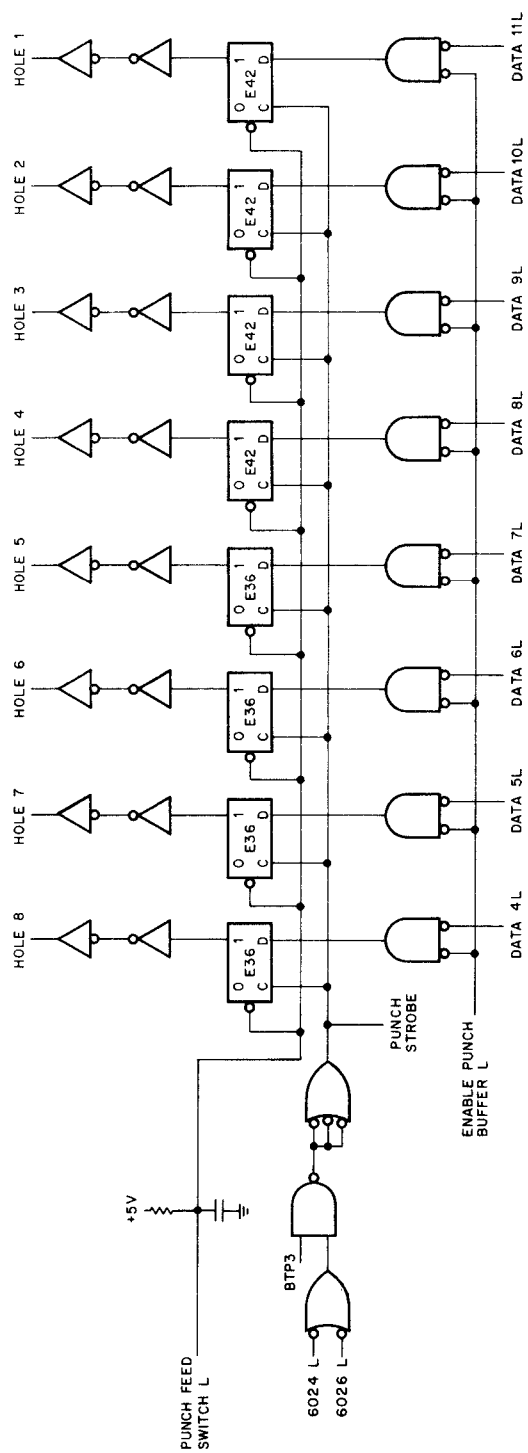 HOLE 8
HOLE 7
HOLE 6
HOLE 5
HOLE 4
HOLE 3
HOLE 2
HOLE 1
+5V
PUNCH FEED
SWITCH L
0 1
E36
C D
0 1
E36
C D
0 1
E36
C D
0 1
E36
C D
0 1
E42
C D
0 1
E42
C D
0 1
E42
C D
0 1
E42
C D
BTP3
6024 L
6026 L
PUNCH
STROBE
ENABLE PUNCH
BUFFER L
DATA 4L
DATA 5L
DATA 6L
DATA 7L
DATA 8L
DATA 9L
DATA 10L
DATA 11L